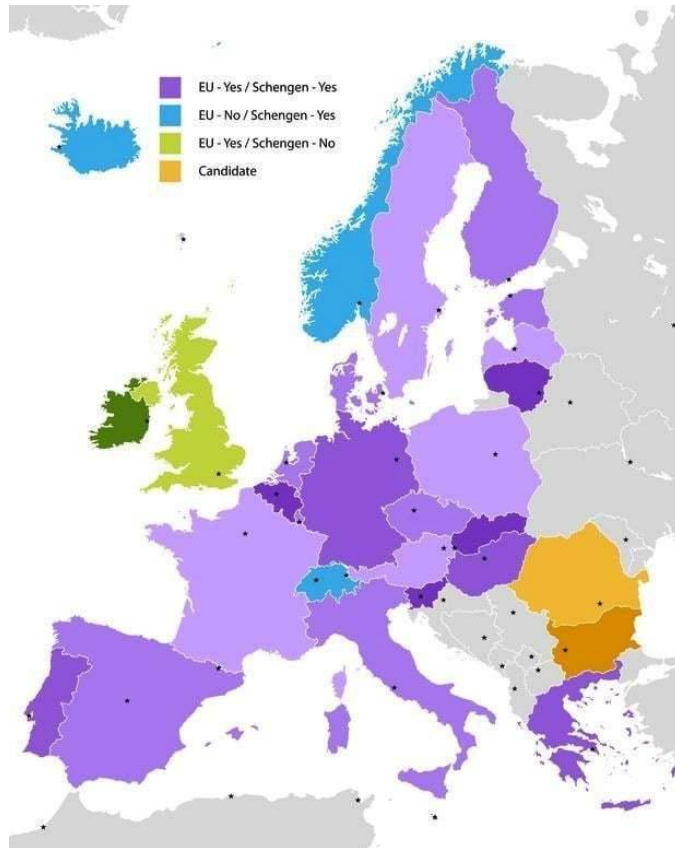 EU - Yes / Schengen - Yes
EU - No / Schengen - Yes
EU - Yes / Schengen - No
Candidate